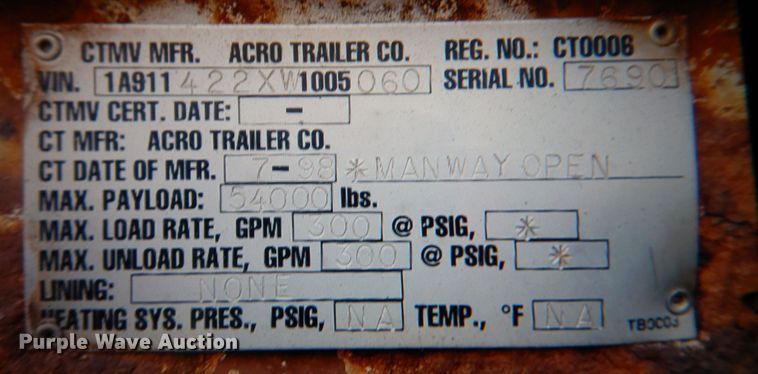 CTMV MFR. ACRO TRAILER CO. REG. NO.: CT0006
VIN. 1A911422XW1005060 SERIAL NO. 7690
CTMV CERT. DATE: -
CT MFR: ACRO TRAILER CO.
CT DATE OF MFR. 7-98 *MANWAY OPEN
MAX. PAYLOAD: 54000 lbs.
MAX. LOAD RATE, GPM 300 @ PSIG, *
MAX. UNLOAD RATE, GPM 300 @ PSIG, *
LINING: NONE
HEATING SYS. PRES., PSIG, NA TEMP., °F NA
Purple Wave Auction